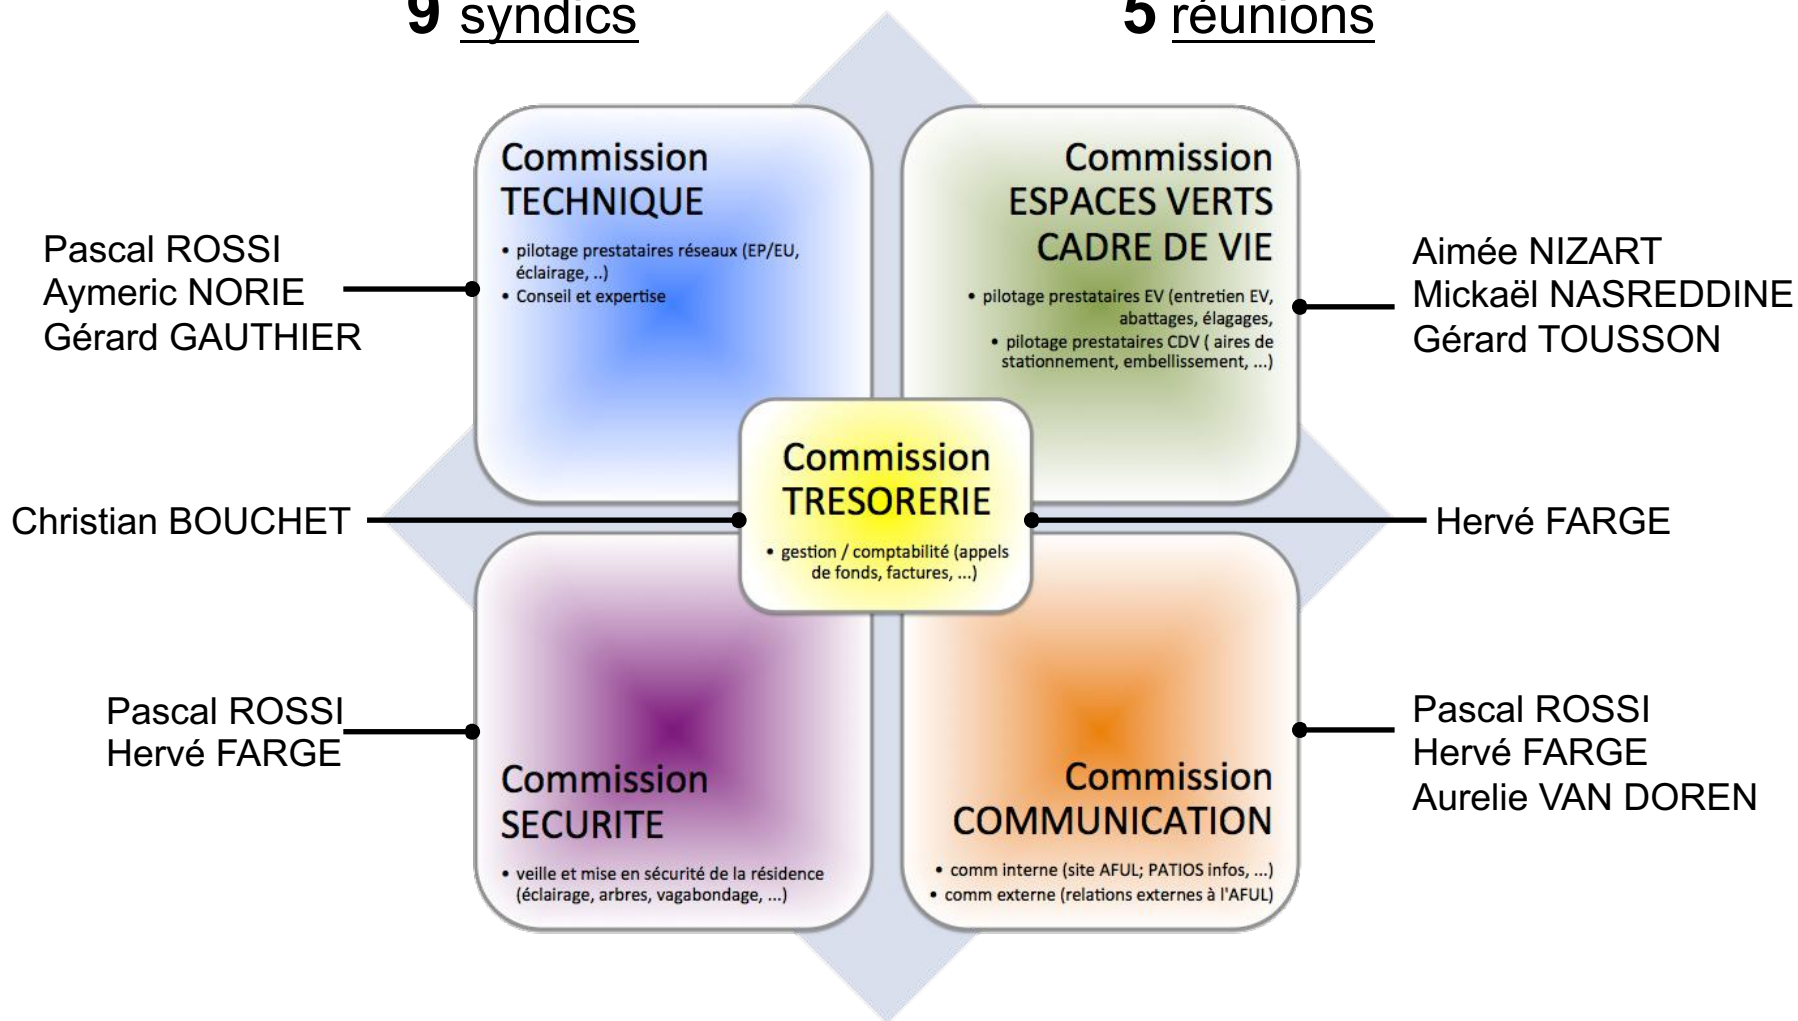 9 syndics
5 réunions
Commission
TECHNIQUE
• pilotage prestataires réseaux (EP/EU,
éclairage, ..)
• Conseil et expertise
Pascal ROSSI
Aymeric NORIE
Gérard GAUTHIER
Commission
ESPACES VERTS
CADRE DE VIE
• pilotage prestataires EV (entretien EV,
abattages, élagages,
• pilotage prestataires CDV ( aires de
stationnement, embellissement, ...)
Aimée NIZART
Mickaël NASREDDINE
Gérard TOUSSON
Christian BOUCHET
Commission
TRESORERIE
• gestion / comptabilité (appels
de fonds, factures, ...)
Hervé FARGE
Pascal ROSSI
Hervé FARGE
Commission
SECURITE
• veille et mise en sécurité de la résidence
(éclairage, arbres, vagabondage, ...)
Commission
COMMUNICATION
• comm interne (site AFUL; PATIOS infos, ...)
• comm externe (relations externes à l'AFUL)
Pascal ROSSI
Hervé FARGE
Aurelie VAN DOREN